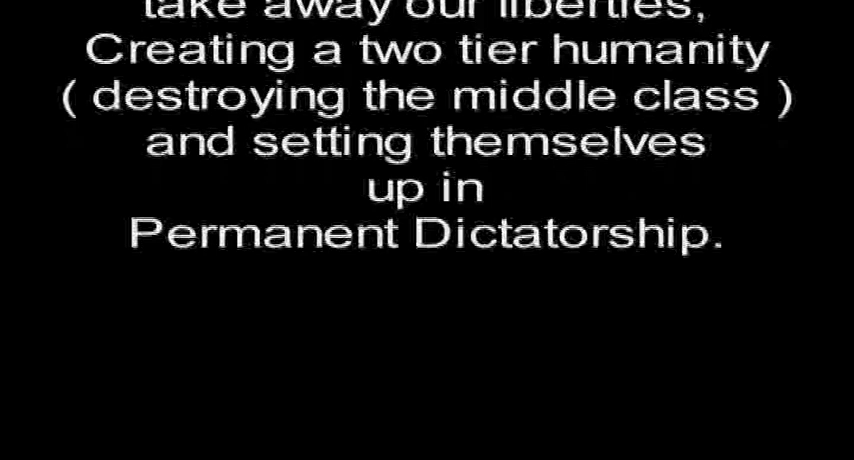 take away our liberties,
Creating a two tier humanity
( destroying the middle class )
and setting themselves
up in
Permanent Dictatorship.